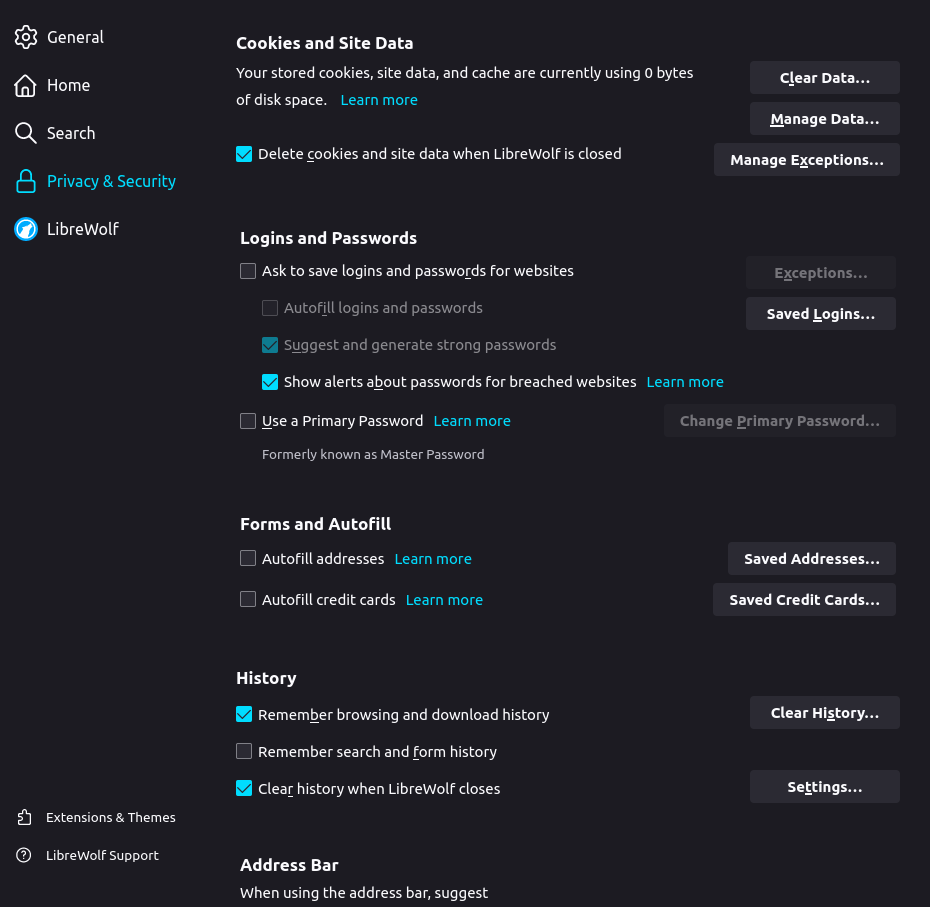 General
Home
Search
Privacy & Security
LibreWolf
Extensions & Themes
LibreWolf Support
Cookies and Site Data
Your stored cookies, site data, and cache are currently using 0 bytes
of disk space. Learn more
Clear Data…
Manage Data…
Delete cookies and site data when LibreWolf is closed
Manage Exceptions…
Logins and Passwords
Ask to save logins and passwords for websites
Exceptions…
Autofill logins and passwords
Saved Logins…
Suggest and generate strong passwords
Show alerts about passwords for breached websites Learn more
Use a Primary Password Learn more
Change Primary Password…
Formerly known as Master Password
Forms and Autofill
Autofill addresses Learn more
Saved Addresses…
Autofill credit cards Learn more
Saved Credit Cards…
History
Remember browsing and download history
Clear History…
Remember search and form history
Clear history when LibreWolf closes
Settings…
Address Bar
When using the address bar, suggest